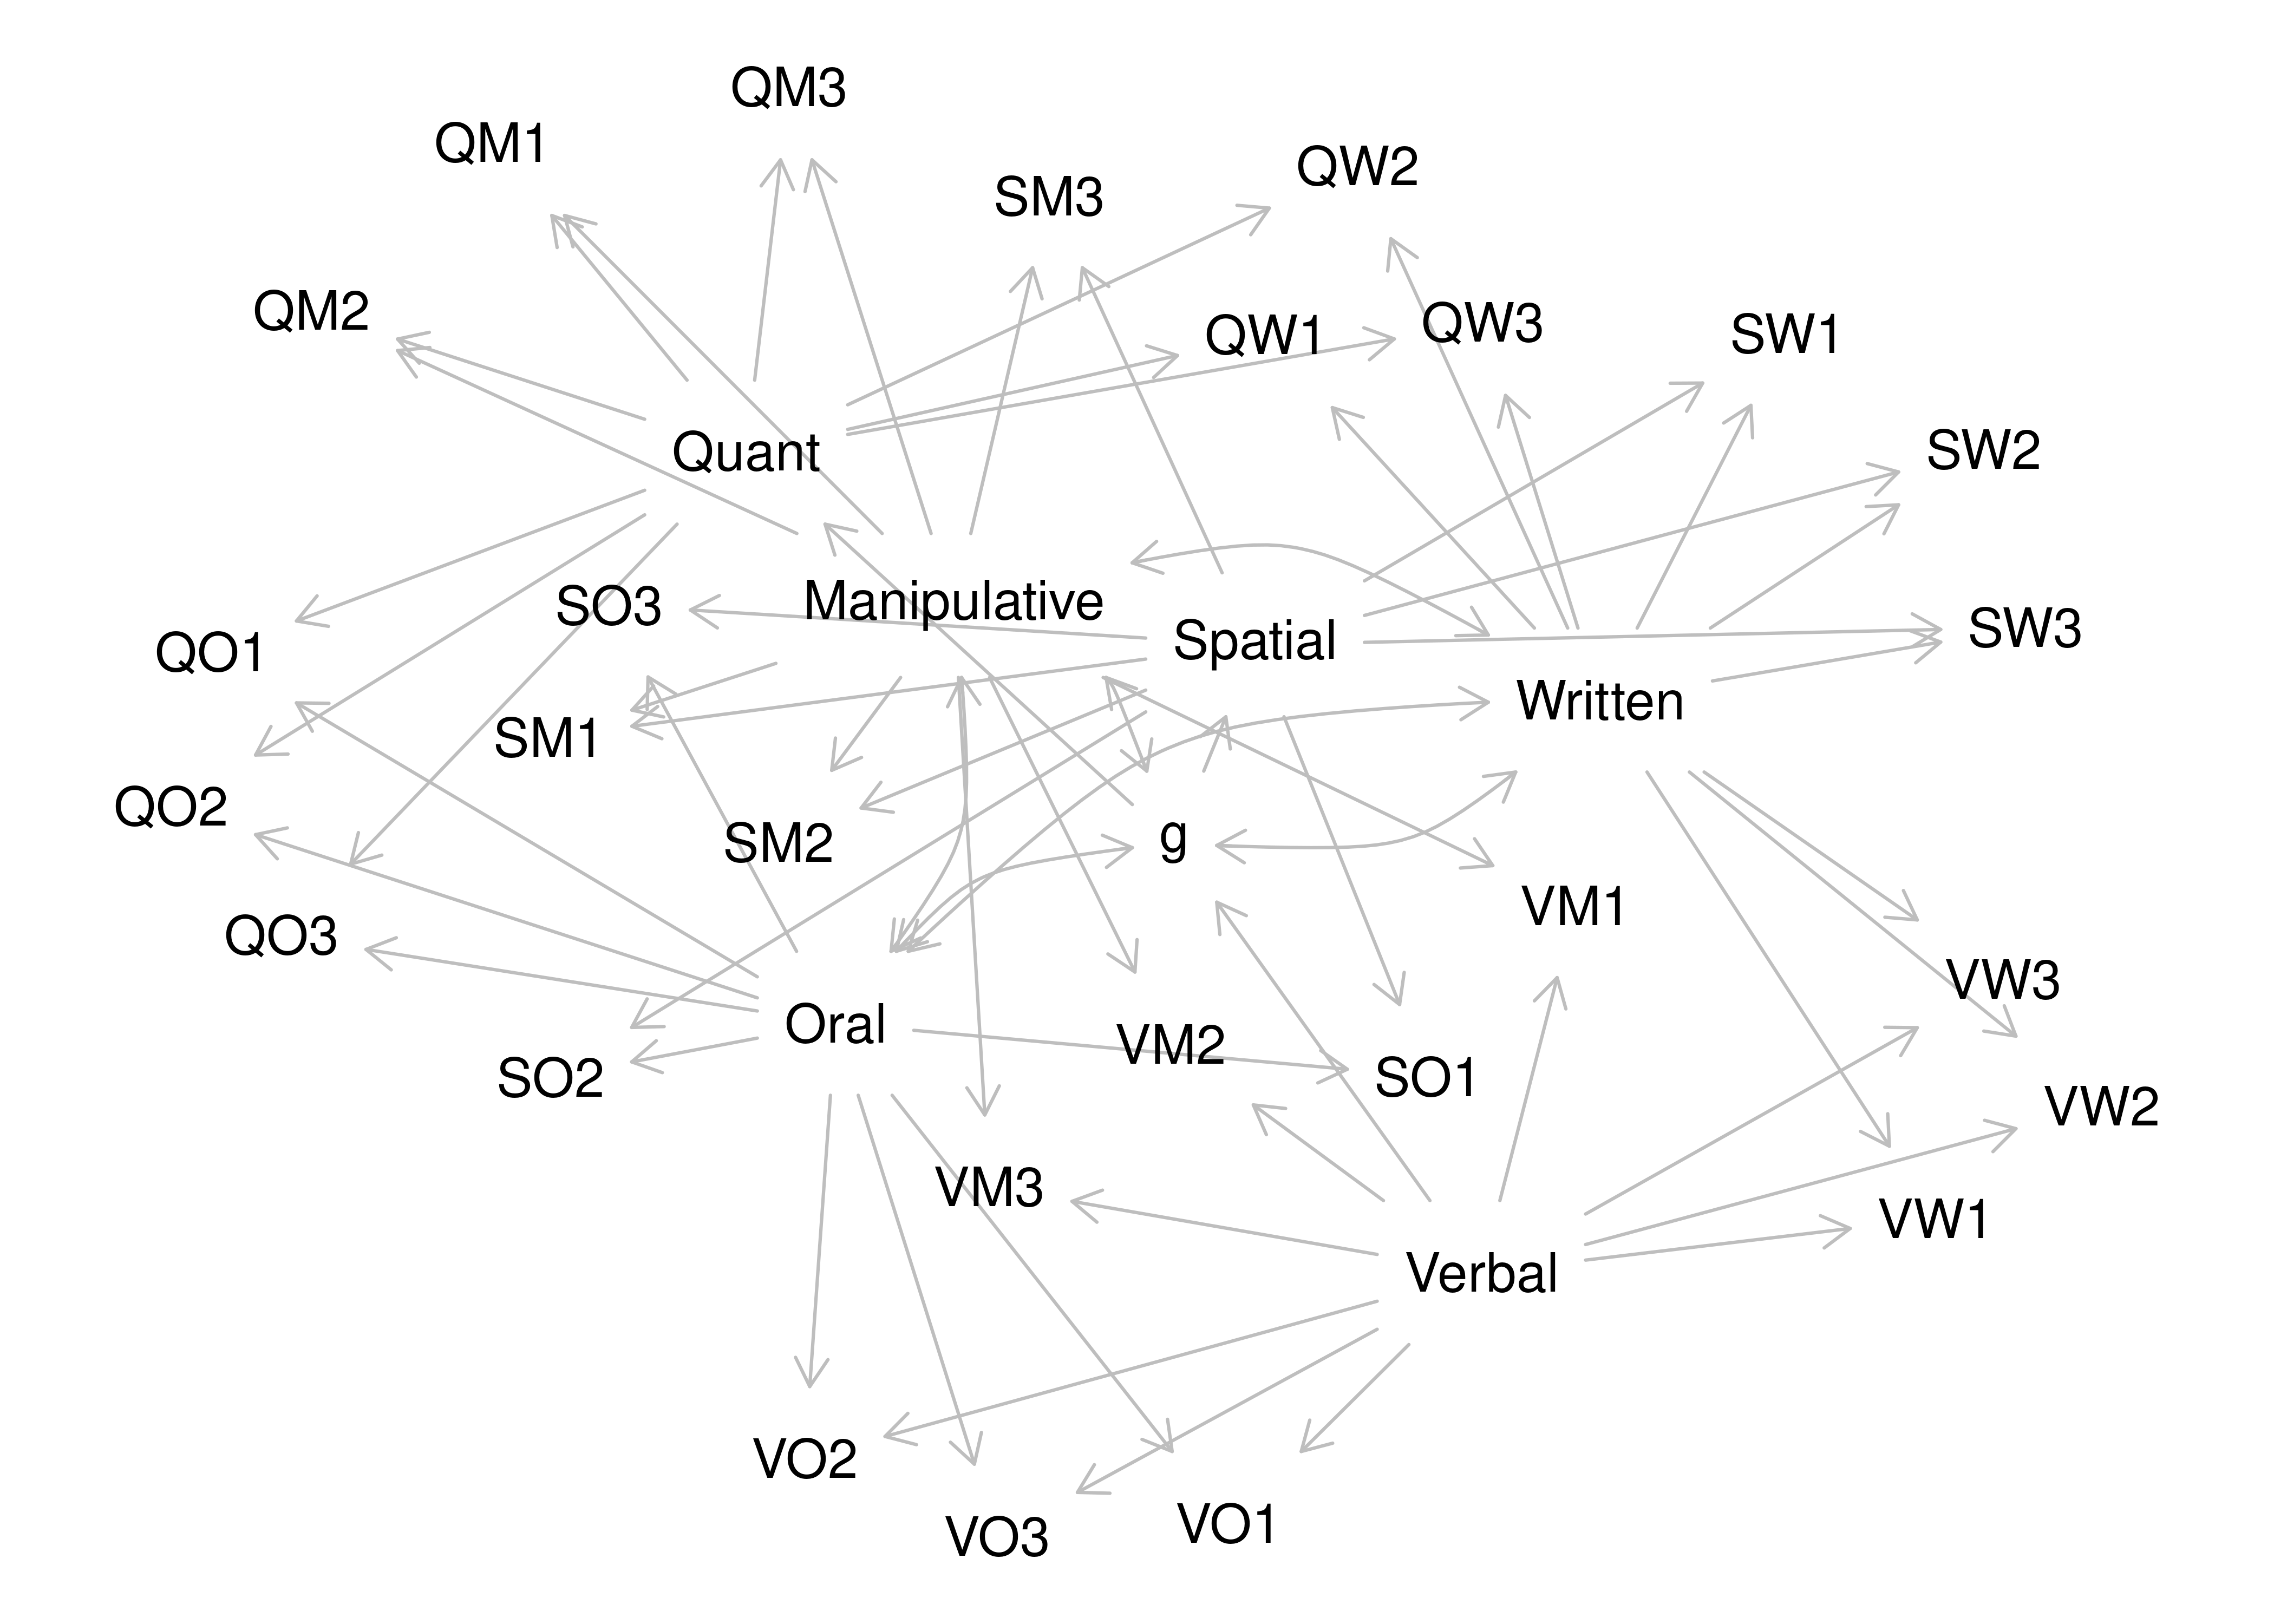 QM3
QM1
QW2
SM3
QM2
QW3
QW1
SW1
Quant
SW2
Manipulative
SO3
SW3
Spatial
QO1
Written
SM1
QO2
g
SM2
VM1
QO3
VW3
Oral
VM2
SO1
SO2
VW2
VM3
VW1
Verbal
VO2
VO1
VO3